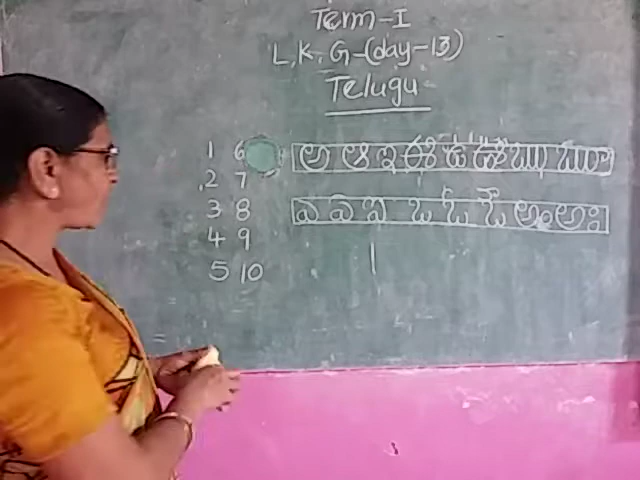 Term-I
L.K.G-(day-13)
Telugu
1 6
2 7
3 8
4 9
5 10
అ ఆ ఇ ఈ ఉ ఊ ఋ ౠ
ఎ ఏ ఐ ఒ ఓ ఔ అం అః